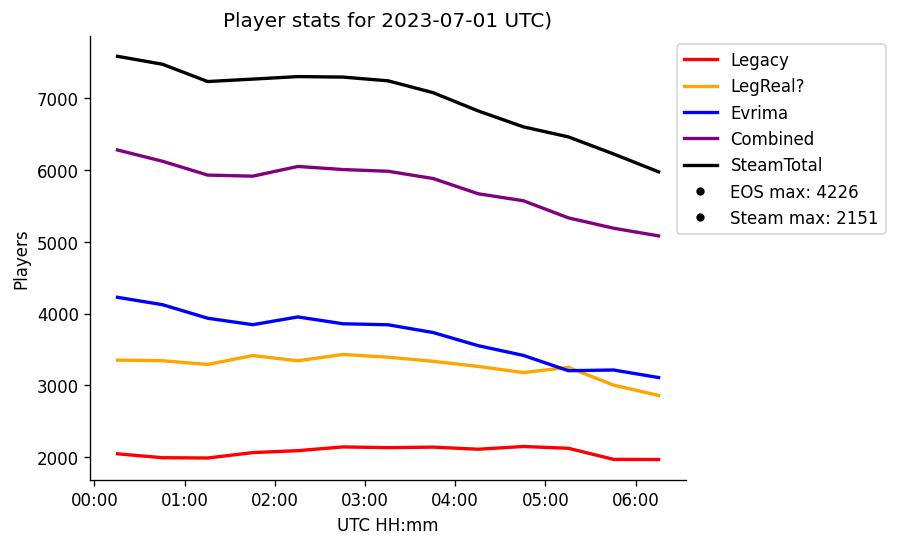 Player stats for 2023-07-01 UTC)
Legacy
LegReal?
Evrima
Combined
SteamTotal
EOS max: 4226
Steam max: 2151
Players
7000
6000
5000
4000
3000
2000
00:00 01:00 02:00 03:00 04:00 05:00 06:00
UTC HH:mm